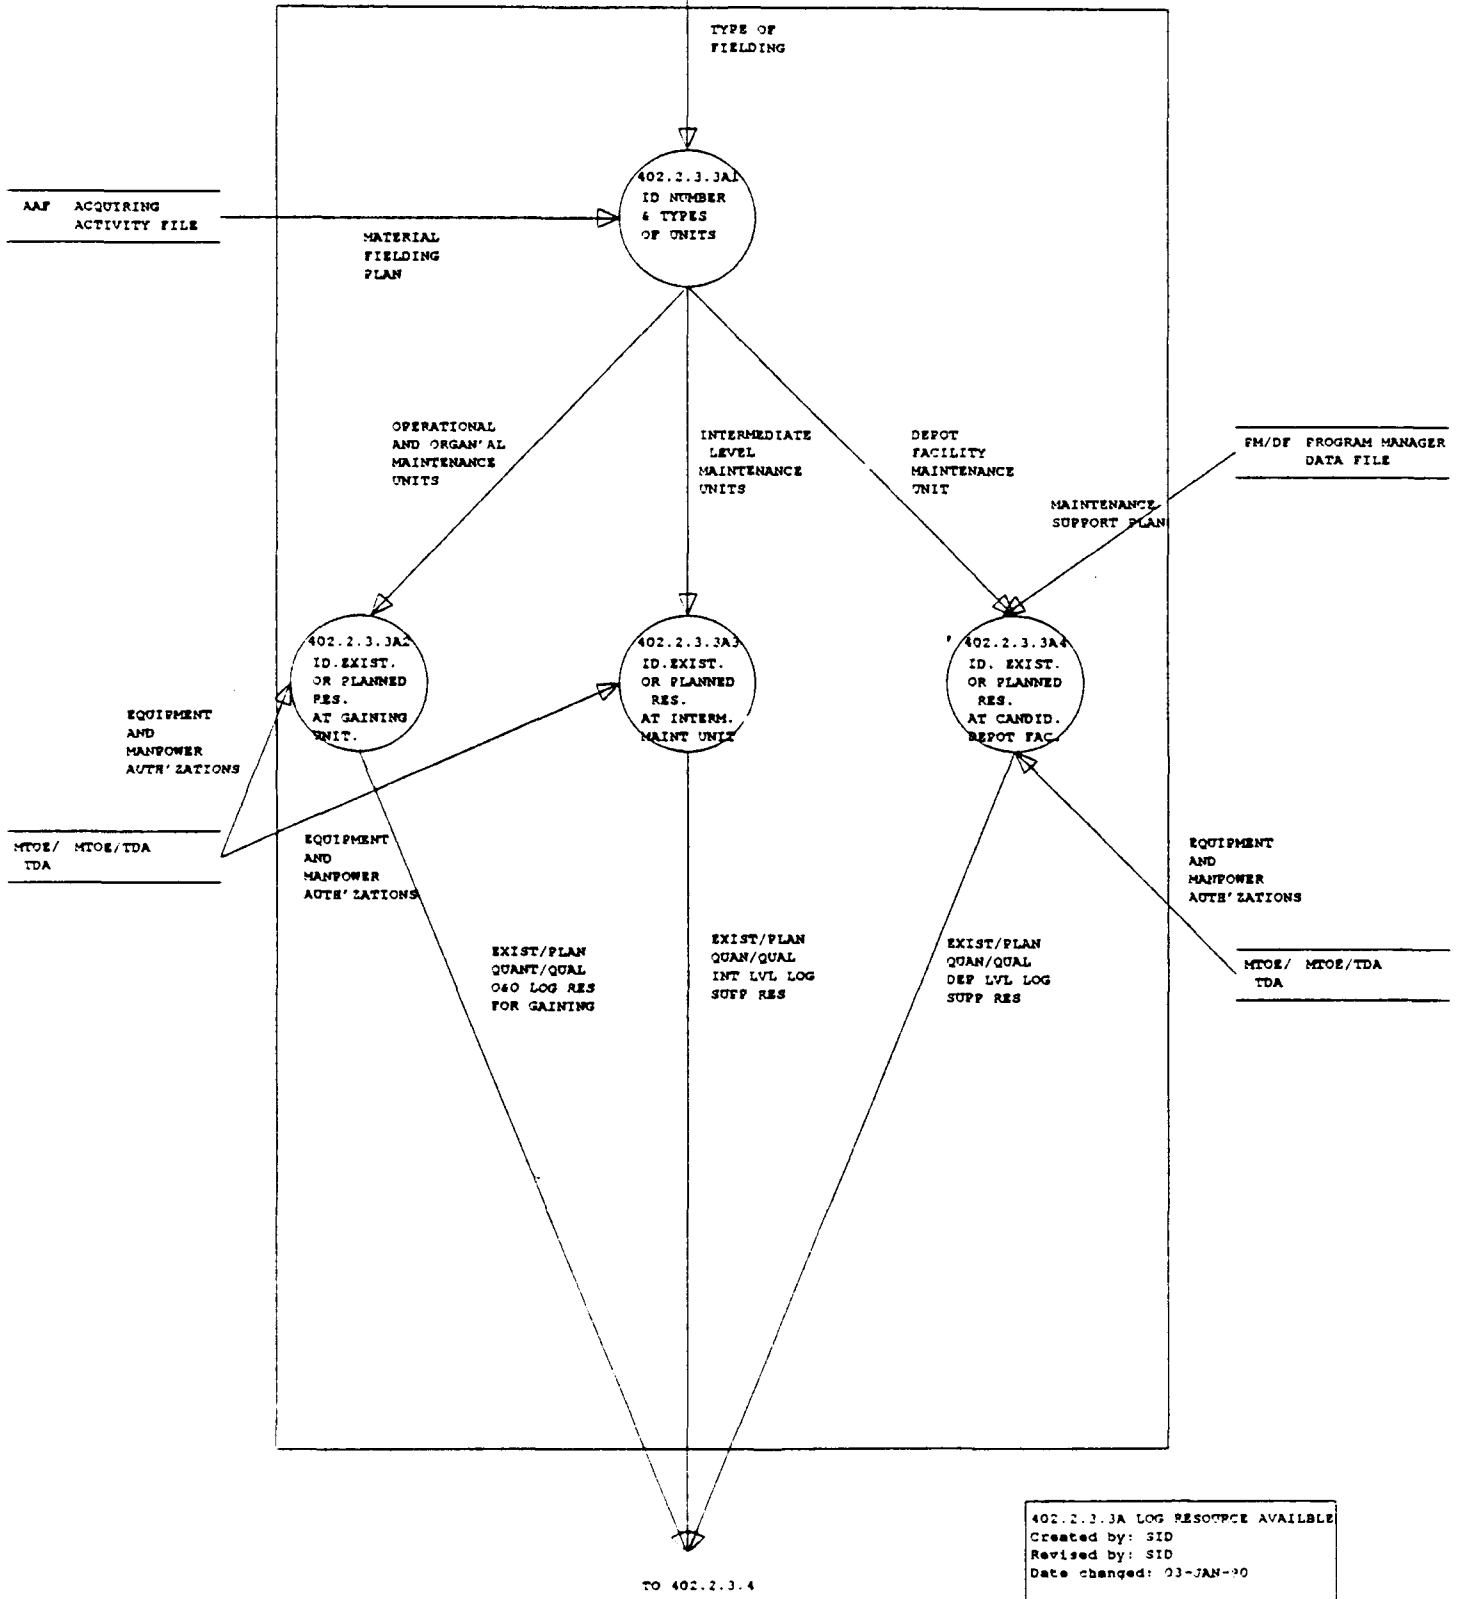 TYPE OF
FIELDING
402.2.3.3A1
ID NUMBER
& TYPES
OF UNITS
AAF ACQUIRING
ACTIVITY FILE
MATERIAL
FIELDING
PLAN
OPERATIONAL
AND ORGAN'AL
MAINTENANCE
UNITS
INTERMEDIATE
LEVEL
MAINTENANCE
UNITS
DEPOT
FACILITY
MAINTENANCE
UNIT
PM/DF PROGRAM MANAGER
DATA FILE
MAINTENANCE
SUPPORT PLAN
402.2.3.3A2
ID.EXIST.
OR PLANNED
RES.
AT GAINING
UNIT.
402.2.3.3A3
ID.EXIST.
OR PLANNED
RES.
AT INTERM.
MAINT UNIT
402.2.3.3A4
ID. EXIST.
OR PLANNED
RES.
AT CANDID.
DEPOT FAC.
EQUIPMENT
AND
MANPOWER
AUTH'ZATIONS
MTOE/ MTOE/TDA
TDA
EQUIPMENT
AND
MANPOWER
AUTH'ZATIONS
EQUIPMENT
AND
MANPOWER
AUTH'ZATIONS
MTOE/ MTOE/TDA
TDA
EXIST/PLAN
QUANT/QUAL
O&O LOG RES
FOR GAINING
EXIST/PLAN
QUAN/QUAL
INT LVL LOG
SUPP RES
EXIST/PLAN
QUAN/QUAL
DEP LVL LOG
SUPP RES
TO 402.2.3.4
402.2.3.3A LOG RESOURCE AVAILBLE
Created by: SID
Revised by: SID
Date changed: 03-JAN-90